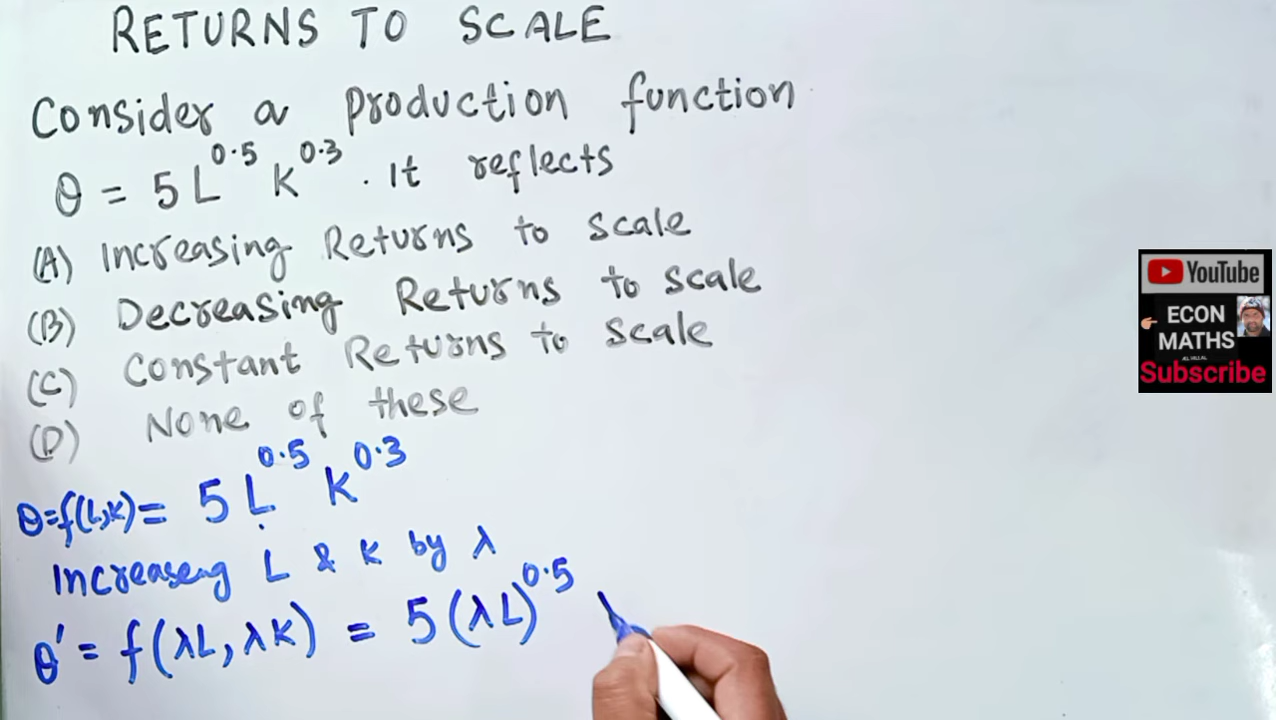 RETURNS TO SCALE
Consider a production function
Q = 5 L^0.5 K^0.3 . It reflects
(A) Increasing Returns to scale
(B) Decreasing Returns to scale
(C) Constant Returns to scale
(D) None of these
Q=f(L,K) = 5 L^0.5 K^0.3
Increaseng L & K by λ
Q' = f(λL, λK) = 5(λL)^0.5
YouTube
ECON
MATHS
Subscribe